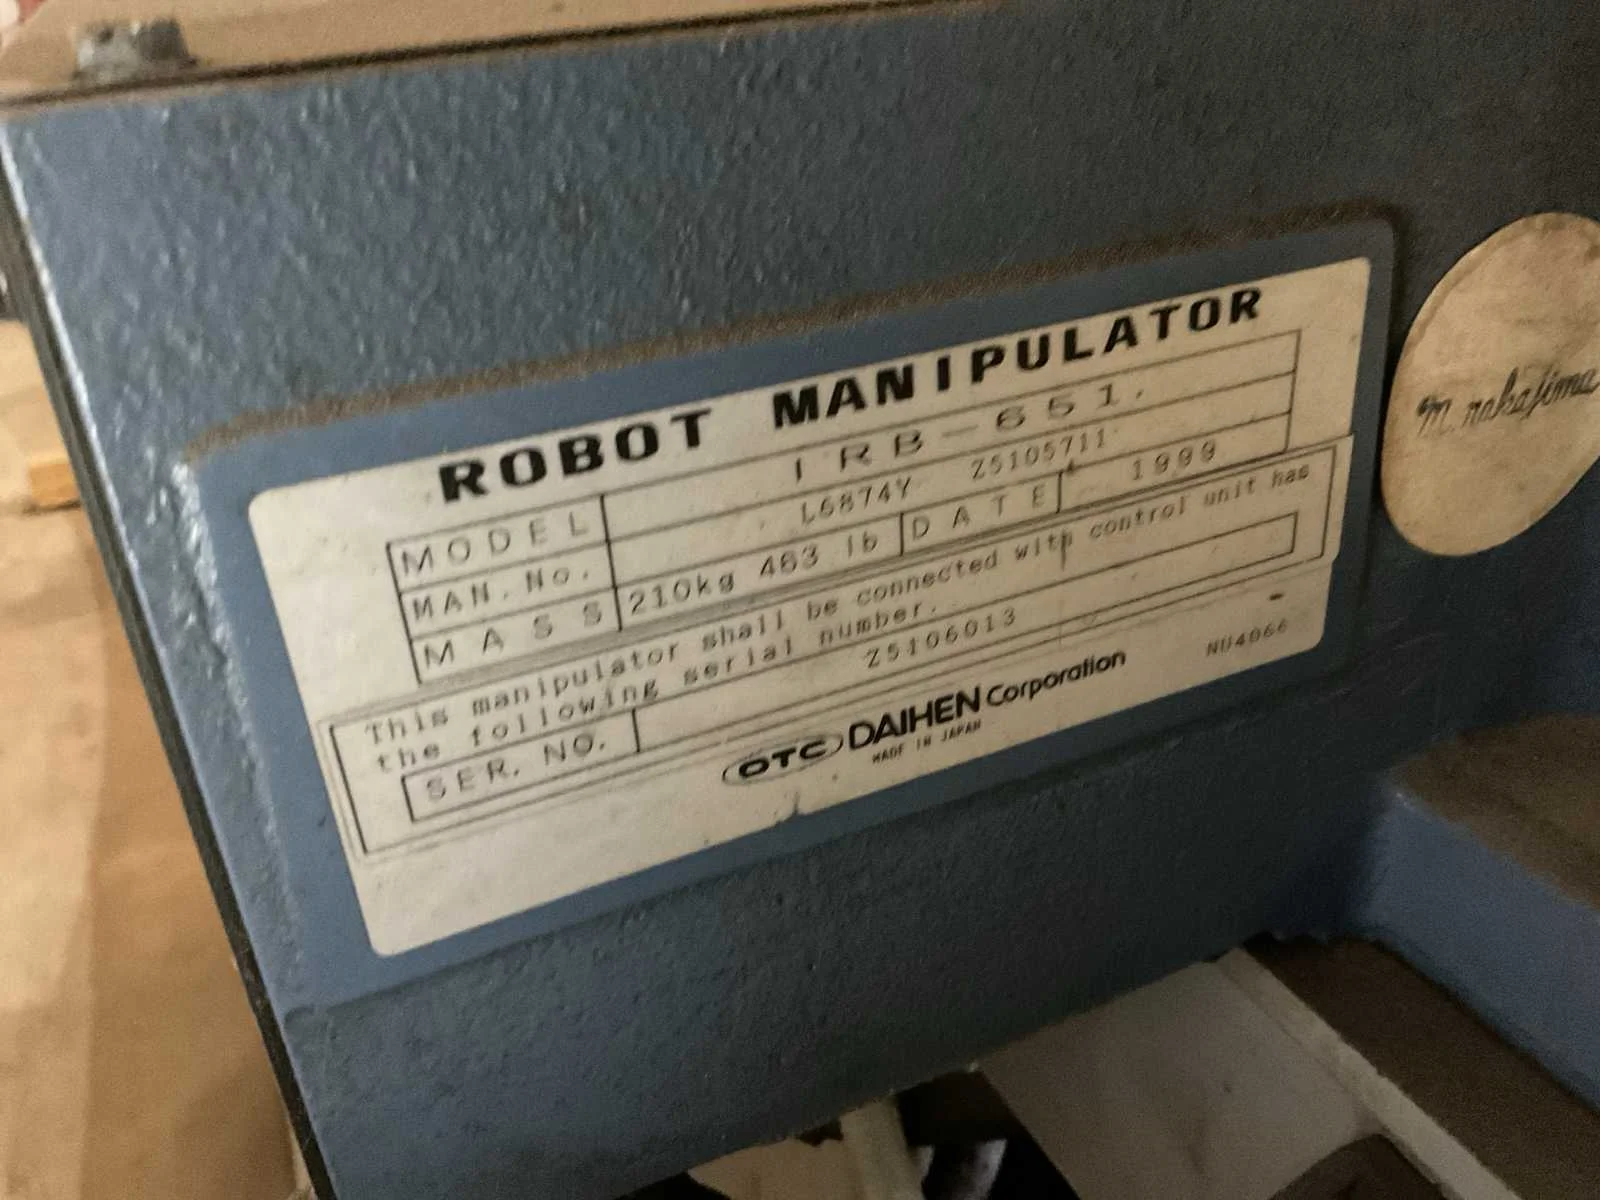 ROBOT MANIPULATOR
MODEL IRB-651.
MAN. No. L6874Y Z5105711
MASS 210kg 463 lb DATE 1999
This manipulator shall be connected with control unit has
the following serial number.
SER. NO. Z5106013
OTC DAIHEN Corporation
MADE IN JAPAN
NU4066
M. nakajima